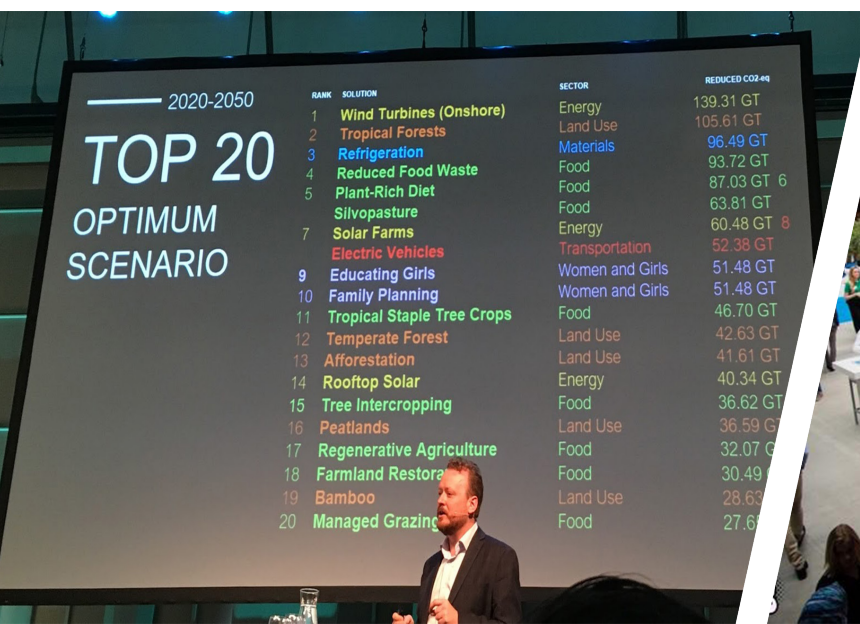 2020-2050
TOP 20
OPTIMUM
SCENARIO
RANK SOLUTION SECTOR REDUCED CO2-eq
1 Wind Turbines (Onshore) Energy 139.31 GT
2 Tropical Forests Land Use 105.61 GT
3 Refrigeration Materials 96.49 GT
4 Reduced Food Waste Food 93.72 GT
5 Plant-Rich Diet Food 87.03 GT 6
Silvopasture Food 63.81 GT
7 Solar Farms Energy 60.48 GT 8
Electric Vehicles Transportation 52.38 GT
9 Educating Girls Women and Girls 51.48 GT
10 Family Planning Women and Girls 51.48 GT
11 Tropical Staple Tree Crops Food 46.70 GT
12 Temperate Forest Land Use 42.63 GT
13 Afforestation Land Use 41.61 GT
14 Rooftop Solar Energy 40.34 GT
15 Tree Intercropping Food 36.62 GT
16 Peatlands Land Use 36.59 G
17 Regenerative Agriculture Food 32.07
18 Farmland Restora Food 30.49
19 Bamboo Land Use 28.63
20 Managed Grazing Food 27.6